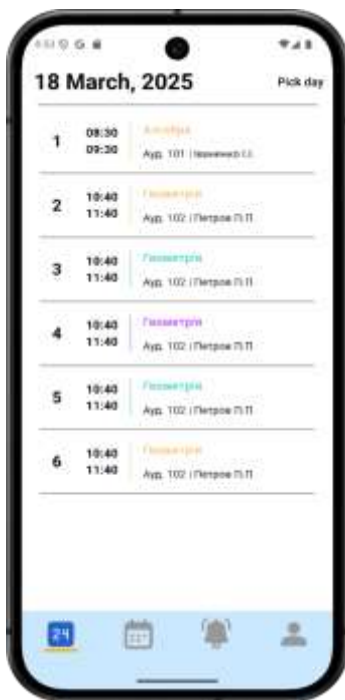 18 March, 2025
Pick day
1
08:30
09:30
Алгебра
Ауд. 101 |
2
10:40
11:40
Геометрія
Ауд. 102 | Петров П.П
3
10:40
11:40
Геометрія
Ауд. 102 | Петров П.П
4
10:40
11:40
Геометрія
Ауд. 102 | Петров П.П
5
10:40
11:40
Геометрія
Ауд. 102 | Петров П.П
6
10:40
11:40
Геометрія
Ауд. 102 | Петров П.П
24